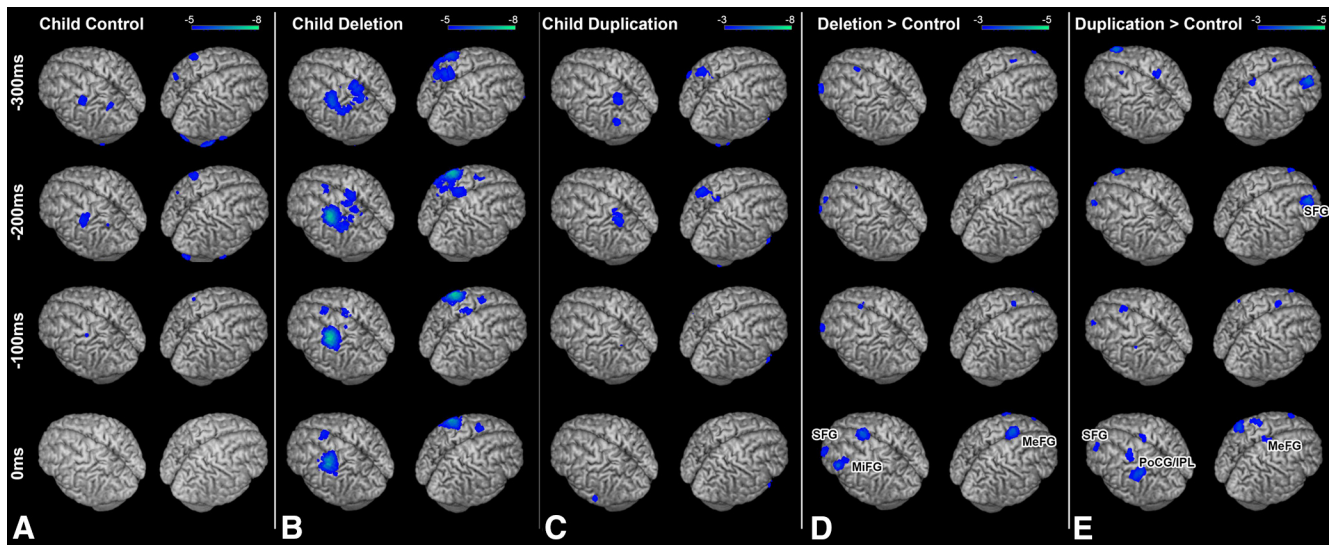 Child Control -5 -8
Child Deletion -5 -8
Child Duplication -3 -8
Deletion > Control -3 -5
Duplication > Control -3 -5
-300ms
-200ms
SFG
-100ms
0ms
SFG
MiFG
MeFG
SFG
PoCG/IPL
MeFG
A
B
C
D
E